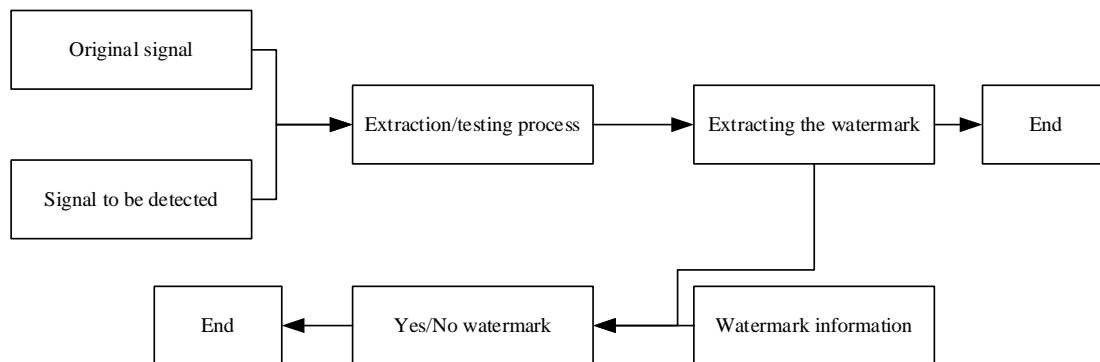 Original signal
Extraction/testing process
Extracting the watermark
End
Signal to be detected
End
Yes/No watermark
Watermark information